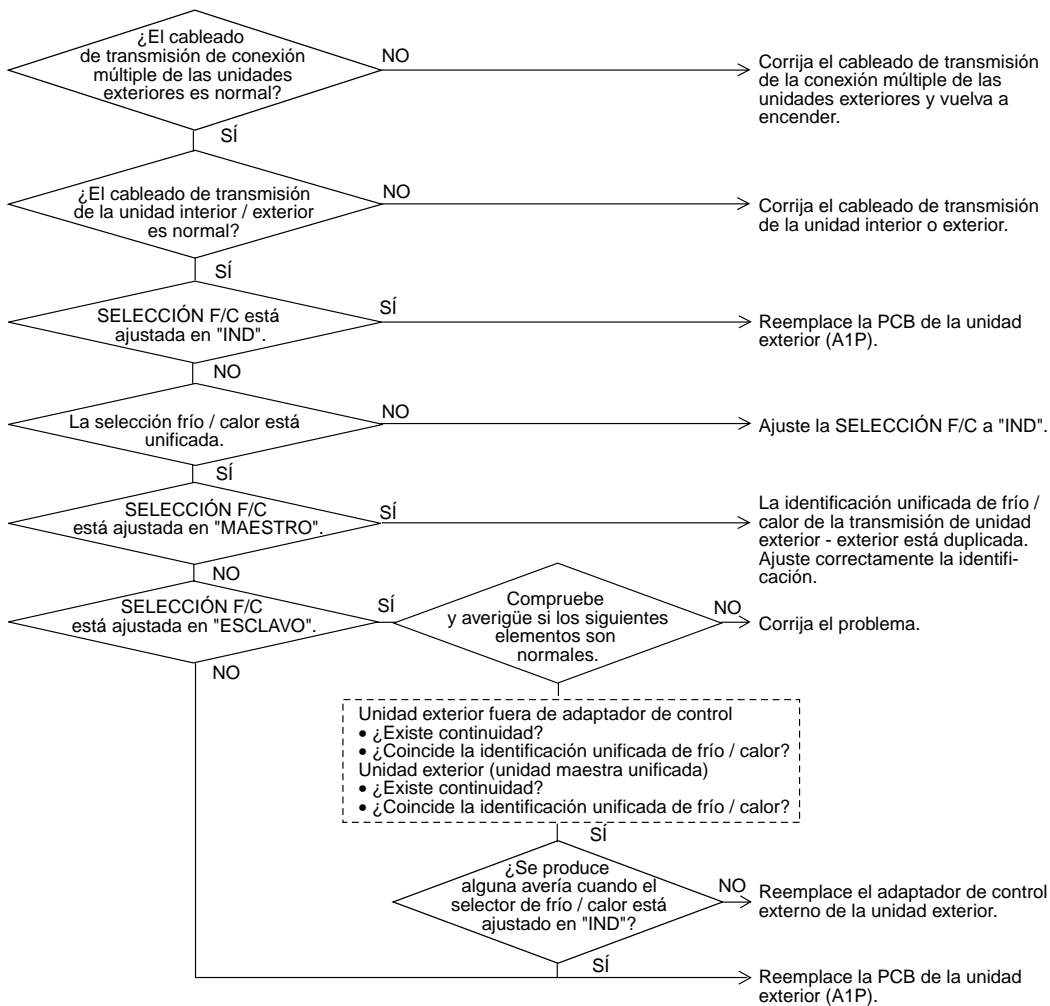 ¿El cableado
de transmisión de conexión
múltiple de las unidades
exteriores es normal?
NO
Corrija el cableado de transmisión
de la conexión múltiple de las
unidades exteriores y vuelva a
encender.
SÍ
¿El cableado de transmisión
de la unidad interior / exterior
es normal?
NO
Corrija el cableado de transmisión
de la unidad interior o exterior.
SÍ
SELECCIÓN F/C está
ajustada en "IND".
SÍ
Reemplace la PCB de la unidad
exterior (A1P).
NO
La selección frío / calor está
unificada.
NO
Ajuste la SELECCIÓN F/C a "IND".
SÍ
SELECCIÓN F/C
está ajustada en "MAESTRO".
SÍ
La identificación unificada de frío /
calor de la transmisión de unidad
exterior - exterior está duplicada.
Ajuste correctamente la identifi-
cación.
NO
SELECCIÓN F/C
está ajustada en "ESCLAVO".
SÍ
Compruebe
y averigüe si los siguientes
elementos son
normales.
NO
Corrija el problema.
NO
Unidad exterior fuera de adaptador de control
• ¿Existe continuidad?
• ¿Coincide la identificación unificada de frío / calor?
Unidad exterior (unidad maestra unificada)
• ¿Existe continuidad?
• ¿Coincide la identificación unificada de frío / calor?
SÍ
¿Se produce
alguna avería cuando el
selector de frío / calor está
ajustado en "IND"?
NO
Reemplace el adaptador de control
externo de la unidad exterior.
SÍ
Reemplace la PCB de la unidad
exterior (A1P).